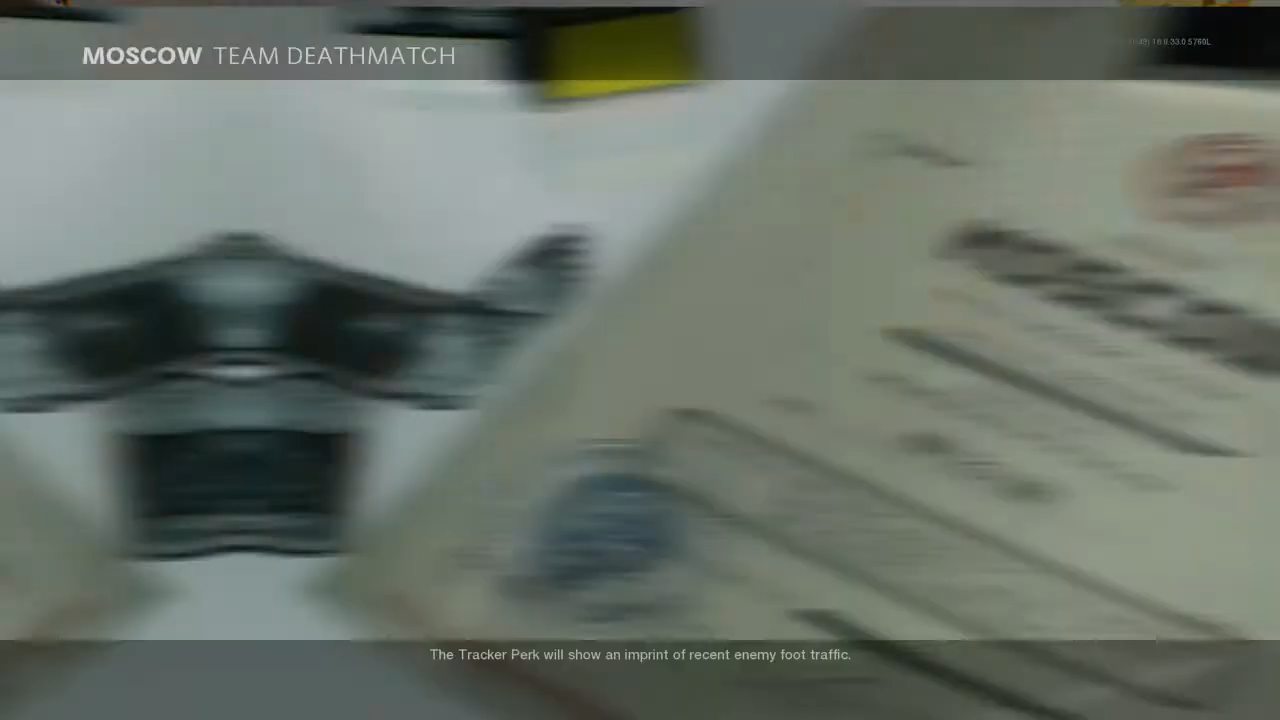 MOSCOW TEAM DEATHMATCH
The Tracker Perk will show an imprint of recent enemy foot traffic.